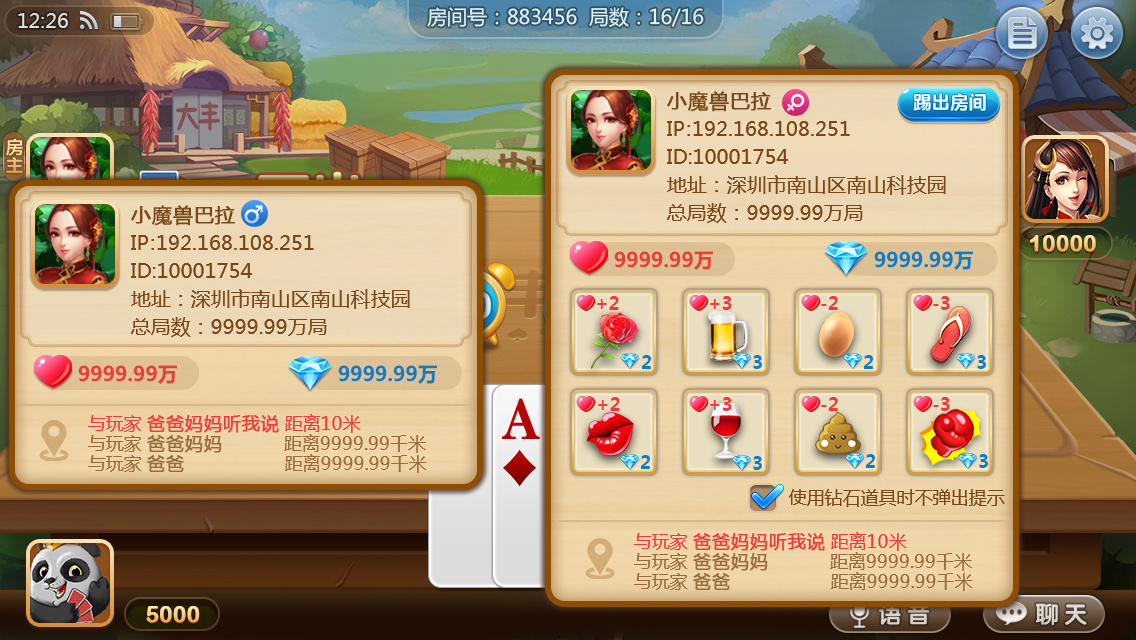 12:26
房间号：883456 局数：16/16
大丰
房主
小魔兽巴拉
IP:192.168.108.251
ID:10001754
地址：深圳市南山区南山科技园
总局数：9999.99万局
9999.99万
9999.99万
与玩家 爸爸妈妈听我说 距离10米
与玩家 爸爸妈妈 距离9999.99千米
与玩家 爸爸 距离9999.99千米
小魔兽巴拉
踢出房间
IP:192.168.108.251
ID:10001754
地址：深圳市南山区南山科技园
总局数：9999.99万局
9999.99万
9999.99万
+2
+3
-2
-3
2
3
2
3
+2
+3
-2
-3
2
3
2
3
使用钻石道具时不弹出提示
与玩家 爸爸妈妈听我说 距离10米
与玩家 爸爸妈妈 距离9999.99千米
与玩家 爸爸 距离9999.99千米
10000
A
5000
语音
聊天